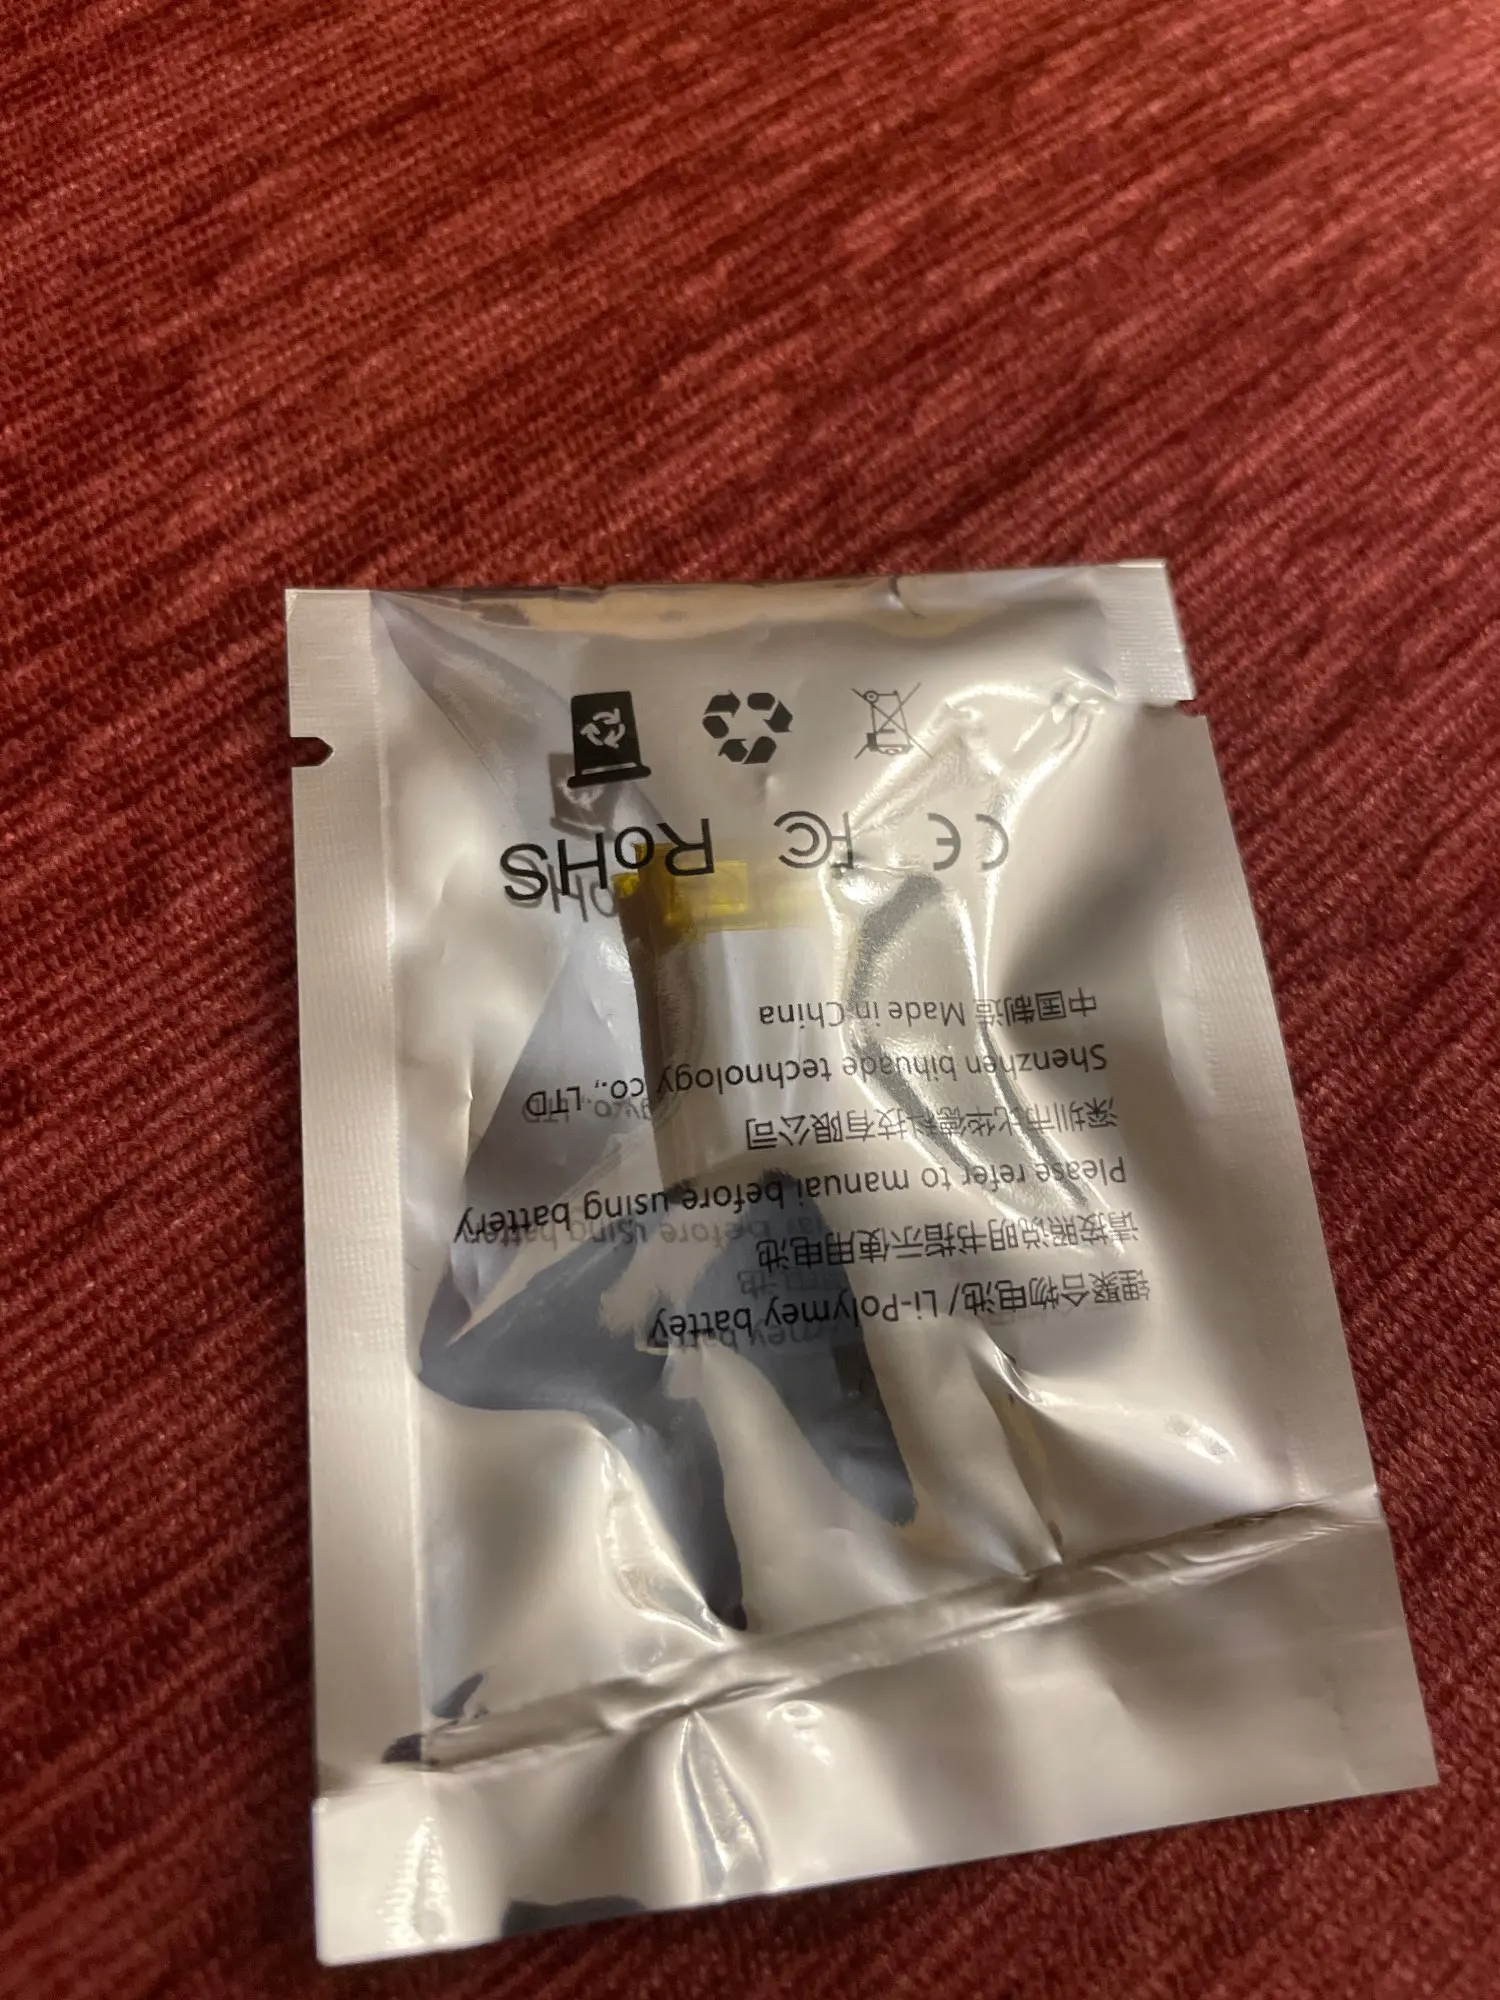 锂聚合物电池/ Li-Polymey battey
请按照说明书指示使用电池
Please refer to manuai before using battery
深圳市必华德科技有限公司
Shenzhen bihuade technology co., LTD
中国制造 Made in China
CE FC RoHS